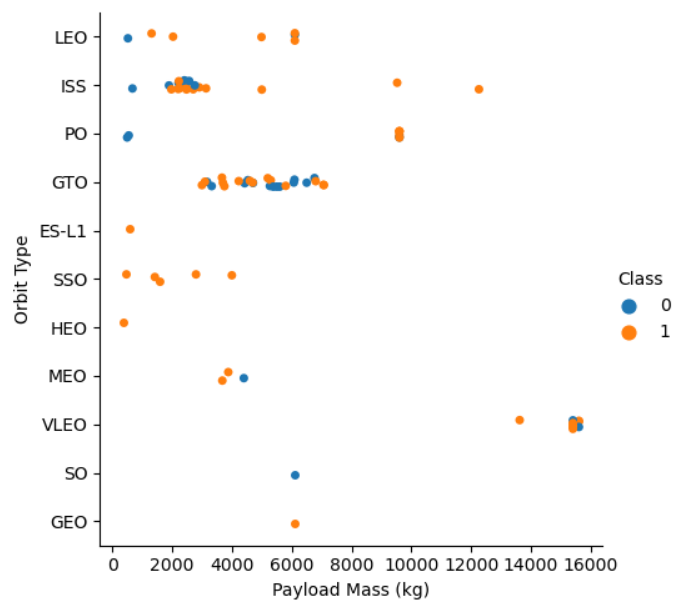 LEO
ISS
PO
GTO
ES-L1
SSO
HEO
MEO
VLEO
SO
GEO
Orbit Type
0 2000 4000 6000 8000 10000 12000 14000 16000
Payload Mass (kg)
Class
0
1